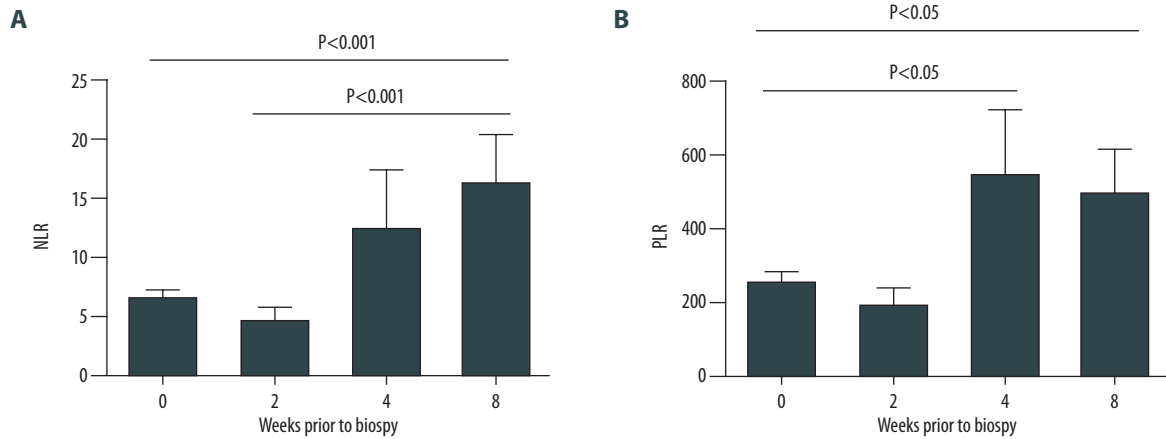 A
P<0.001
P<0.001
25
20
15
10
5
0
NLR
0 2 4 8
Weeks prior to biospy
B
P<0.05
P<0.05
800
600
400
200
0
PLR
0 2 4 8
Weeks prior to biospy